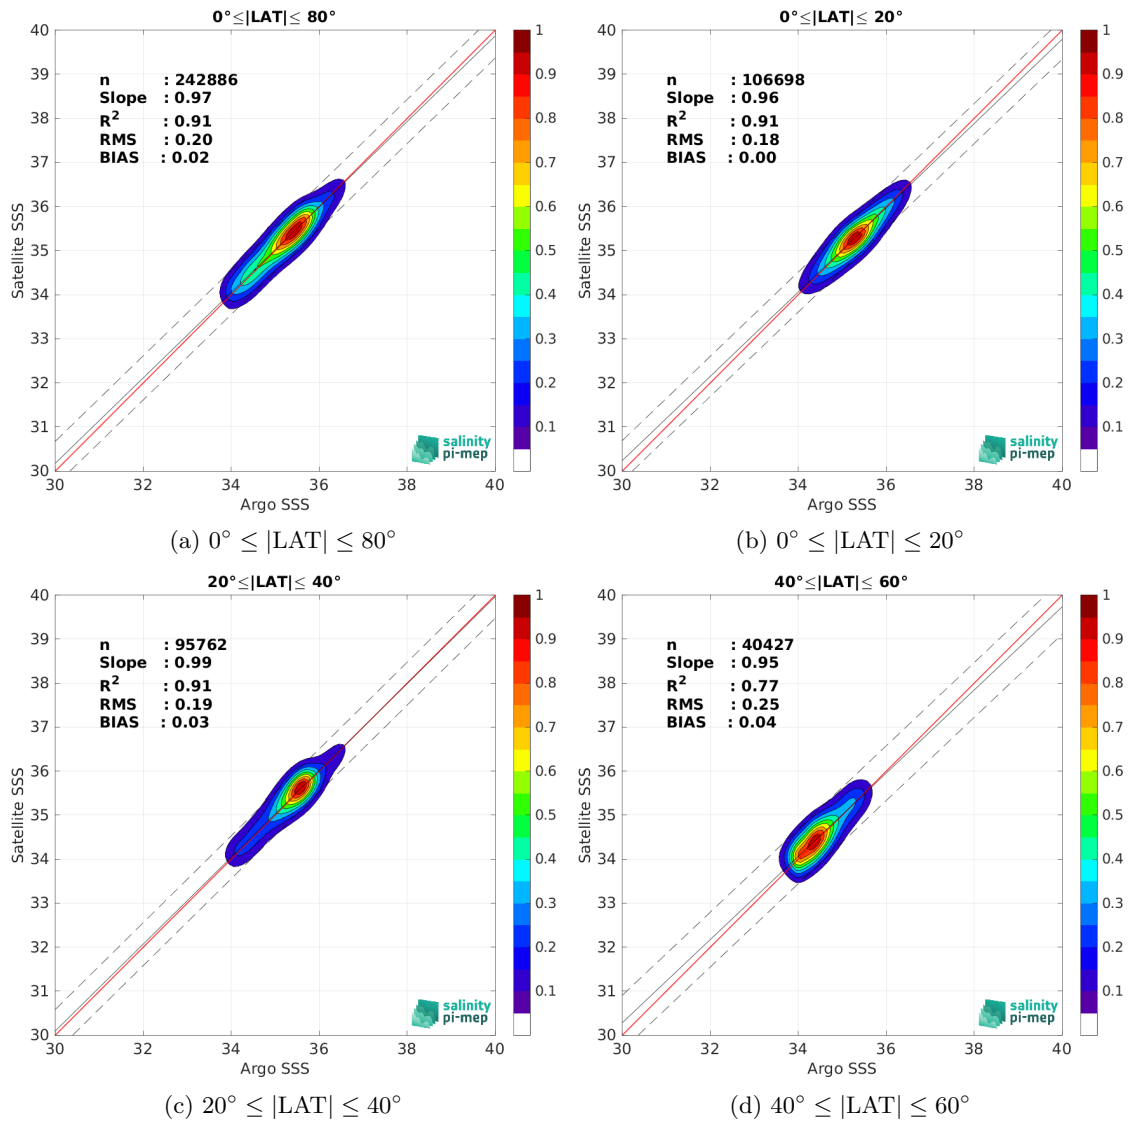 0°≤|LAT|≤ 80°
n : 242886
Slope : 0.97
R2 : 0.91
RMS : 0.20
BIAS : 0.02
40
39
38
37
36
35
34
33
32
31
30
30 32 34 36 38 40
Satellite SSS
Argo SSS
1
0.9
0.8
0.7
0.6
0.5
0.4
0.3
0.2
0.1
salinity
pi-mep
(a) 0° ≤ |LAT| ≤ 80°
0°≤|LAT|≤ 20°
n : 106698
Slope : 0.96
R2 : 0.91
RMS : 0.18
BIAS : 0.00
40
39
38
37
36
35
34
33
32
31
30
30 32 34 36 38 40
Satellite SSS
Argo SSS
1
0.9
0.8
0.7
0.6
0.5
0.4
0.3
0.2
0.1
salinity
pi-mep
(b) 0° ≤ |LAT| ≤ 20°
20°≤|LAT|≤ 40°
n : 95762
Slope : 0.99
R2 : 0.91
RMS : 0.19
BIAS : 0.03
40
39
38
37
36
35
34
33
32
31
30
30 32 34 36 38 40
Satellite SSS
Argo SSS
1
0.9
0.8
0.7
0.6
0.5
0.4
0.3
0.2
0.1
salinity
pi-mep
(c) 20° ≤ |LAT| ≤ 40°
40°≤|LAT|≤ 60°
n : 40427
Slope : 0.95
R2 : 0.77
RMS : 0.25
BIAS : 0.04
40
39
38
37
36
35
34
33
32
31
30
30 32 34 36 38 40
Satellite SSS
Argo SSS
1
0.9
0.8
0.7
0.6
0.5
0.4
0.3
0.2
0.1
salinity
pi-mep
(d) 40° ≤ |LAT| ≤ 60°